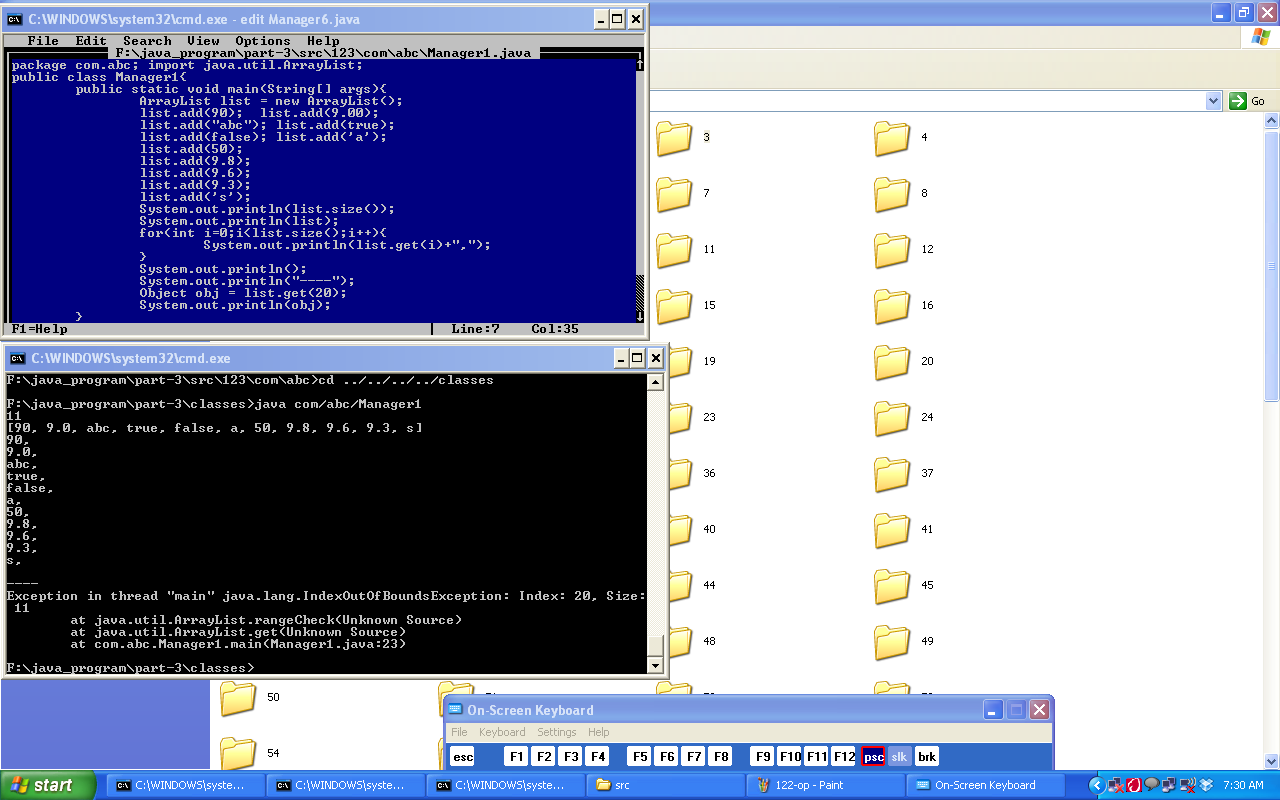 C:\WINDOWS\system32\cmd.exe - edit Manager6.java
File Edit Search View Options Help
F:\java_program\part-3\src\123\com\abc\Manager1.java
package com.abc; import java.util.ArrayList;
public class Manager1{
public static void main(String[] args){
ArrayList list = new ArrayList();
list.add(90); list.add(9.00);
list.add("abc"); list.add(true);
list.add(false); list.add('a');
list.add(50);
list.add(9.8);
list.add(9.6);
list.add(9.3);
list.add('s');
System.out.println(list.size());
System.out.println(list);
for(int i=0;i<list.size();i++){
System.out.println(list.get(i)+",");
}
System.out.println();
System.out.println("----");
Object obj = list.get(20);
System.out.println(obj);
}
F1=Help Line:7 Col:35
Go
3 4
7 8
11 12
15 16
19 20
23 24
36 37
40 41
44 45
48 49
C:\WINDOWS\system32\cmd.exe
F:\java_program\part-3\src\123\com\abc>cd ../../../../classes
F:\java_program\part-3\classes>java com/abc/Manager1
11
[90, 9.0, abc, true, false, a, 50, 9.8, 9.6, 9.3, s]
90,
9.0,
abc,
true,
false,
a,
50,
9.8,
9.6,
9.3,
s,
----
Exception in thread "main" java.lang.IndexOutOfBoundsException: Index: 20, Size:
11
at java.util.ArrayList.rangeCheck(Unknown Source)
at java.util.ArrayList.get(Unknown Source)
at com.abc.Manager1.main(Manager1.java:23)
F:\java_program\part-3\classes>
50
54
On-Screen Keyboard
File Keyboard Settings Help
esc F1 F2 F3 F4 F5 F6 F7 F8 F9 F10 F11 F12 psc slk brk
start C:\WINDOWS\syste... C:\WINDOWS\syste... C:\WINDOWS\syste... src 122-op - Paint On-Screen Keyboard 7:30 AM